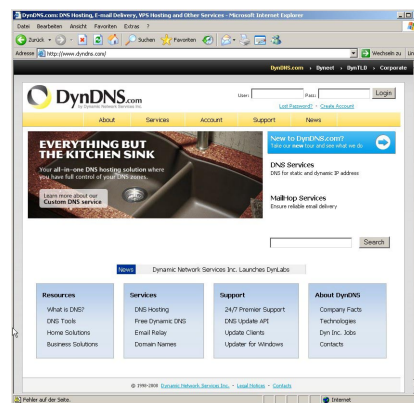 DynDNS.com: DNS Hosting, E-mail Delivery, VPS Hosting and Other Services - Microsoft Internet Explorer
Datei Bearbeiten Ansicht Favoriten Extras ?
Zurück Suchen Favoriten
Adresse http://www.dyndns.com/ Wechseln zu
DynDNS.com Dynect DynTLD Corporate
User: Pass: Login
DynDNS.com
by Dynamic Network Services Inc.
Lost Password? - Create Account
About Services Account Support News
EVERYTHING BUT
THE KITCHEN SINK
Your all-in-one DNS hosting solution where
you have full control of your DNS zones.
Learn more about our
Custom DNS service
New to DynDNS.com?
Take our new tour and see what we do.
DNS Services
DNS for static and dynamic IP address
MailHop Services
Ensure reliable email delivery
Search
News Dynamic Network Services Inc. Launches DynLabs
Resources
What is DNS?
DNS Tools
Home Solutions
Business Solutions
Services
DNS Hosting
Free Dynamic DNS
Email Relay
Domain Names
Support
24/7 Premier Support
DNS Update API
Update Clients
Updater for Windows
About DynDNS
Company Facts
Technologies
Dyn Inc. Jobs
Contacts
© 1998-2008 Dynamic Network Services, Inc. - Legal Notices - Contacts
Fehler auf der Seite. Internet